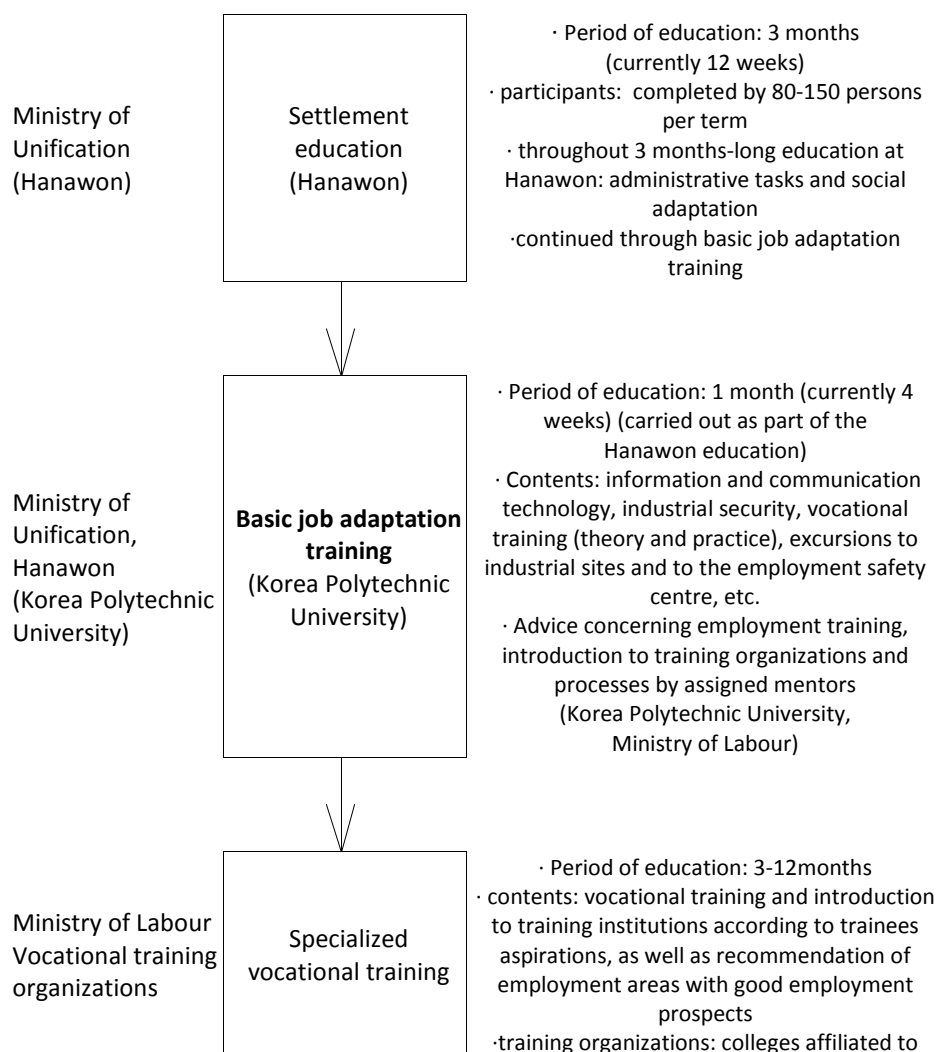 Ministry of
Unification
(Hanawon)
Settlement
education
(Hanawon)
· Period of education: 3 months
(currently 12 weeks)
· participants:  completed by 80-150 persons
per term
· throughout 3 months-long education at
Hanawon: administrative tasks and social
adaptation
·continued through basic job adaptation
training
Ministry of
Unification,
Hanawon
(Korea Polytechnic
University)
Basic job adaptation
training
(Korea Polytechnic
University)
· Period of education: 1 month (currently 4
weeks) (carried out as part of the
Hanawon education)
· Contents: information and communication
technology, industrial security, vocational
training (theory and practice), excursions to
industrial sites and to the employment safety
centre, etc.
· Advice concerning employment training,
introduction to training organizations and
processes by assigned mentors
(Korea Polytechnic University,
Ministry of Labour)
Ministry of Labour
Vocational training
organizations
Specialized
vocational training
· Period of education: 3-12months
· contents: vocational training and introduction
to training institutions according to trainees
aspirations, as well as recommendation of
employment areas with good employment
prospects
·training organizations: colleges affiliated to